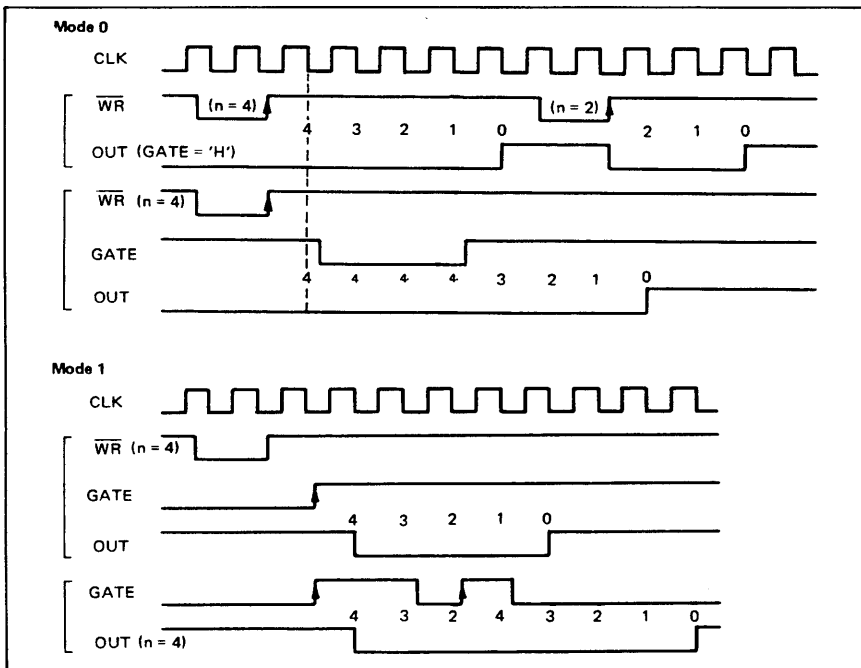 Mode 0
CLK
WR (n = 4) (n = 2)
4 3 2 1 0 2 1 0
OUT (GATE = 'H')
WR (n = 4)
GATE
4 4 4 4 3 2 1 0
OUT
Mode 1
CLK
WR (n = 4)
GATE
4 3 2 1 0
OUT
GATE
4 3 2 4 3 2 1 0
OUT (n = 4)